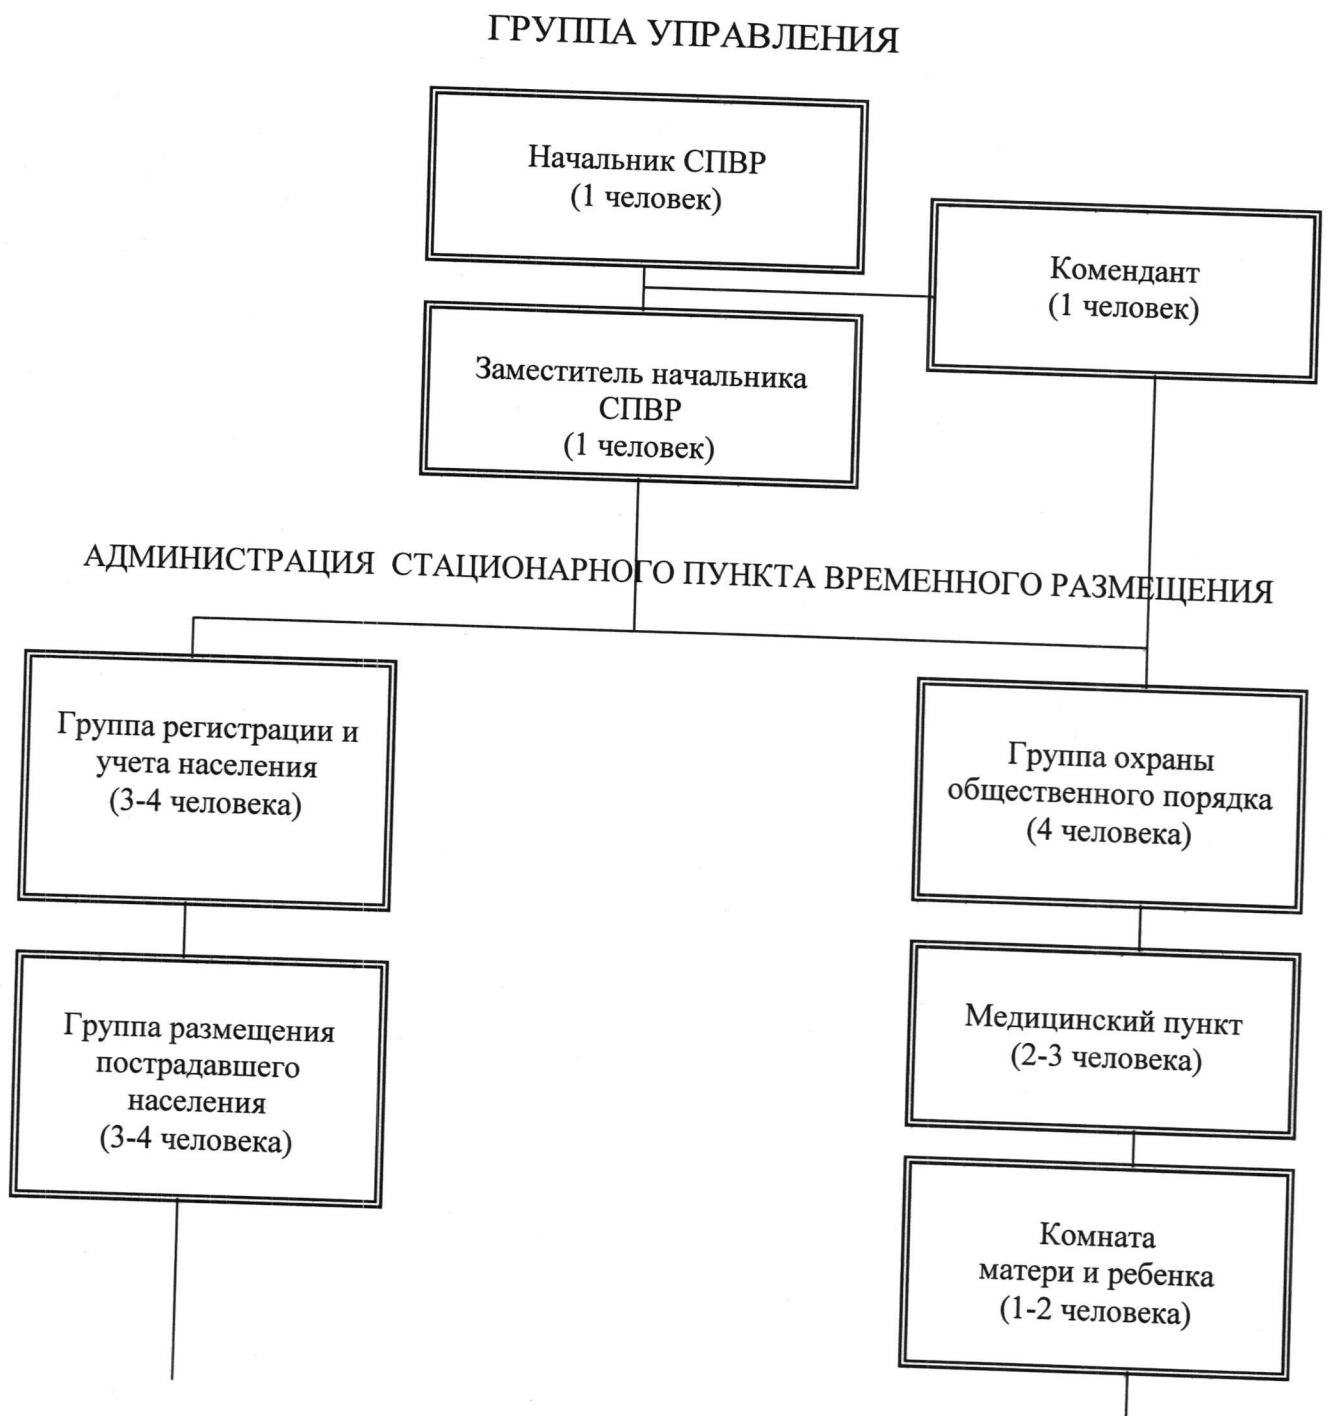 ГРУППА УПРАВЛЕНИЯ
Начальник СПВР
(1 человек)
Комендант
(1 человек)
Заместитель начальника
СПВР
(1 человек)
АДМИНИСТРАЦИЯ СТАЦИОНАРНОГО ПУНКТА ВРЕМЕННОГО РАЗМЕЩЕНИЯ
Группа регистрации и
учета населения
(3-4 человека)
Группа охраны
общественного порядка
(4 человека)
Группа размещения
пострадавшего
населения
(3-4 человека)
Медицинский пункт
(2-3 человека)
Комната
матери и ребенка
(1-2 человека)